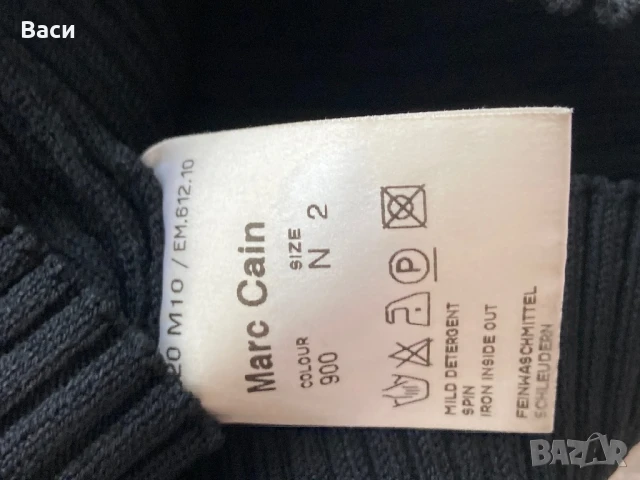 Васи
20 M10 / EM.612.10
Marc Cain
SIZE
N 2
COLOUR
900
P
MILD DETERGENT
SPIN
IRON INSIDE OUT
FEINWASCHMITTEL
SCHLEUDERN
BAZAR